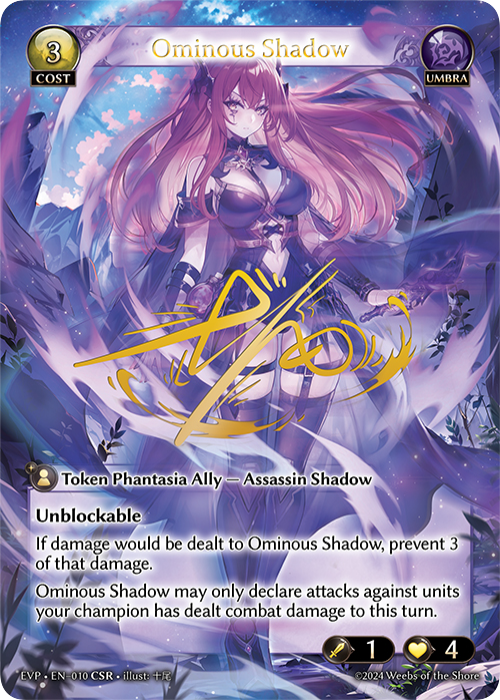 3
COST
Ominous Shadow
UMBRA
Token Phantasia Ally — Assassin Shadow
Unblockable
If damage would be dealt to Ominous Shadow, prevent 3
of that damage.
Ominous Shadow may only declare attacks against units
your champion has dealt combat damage to this turn.
1
4
EVP • EN-010 CSR • illust: 十尾
©2024 Weebs of the Shore